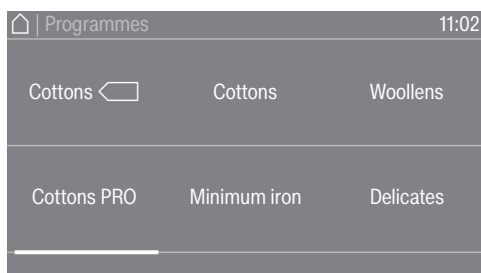 | Programmes 11:02
Cottons Cottons Woollens
Cottons PRO Minimum iron Delicates